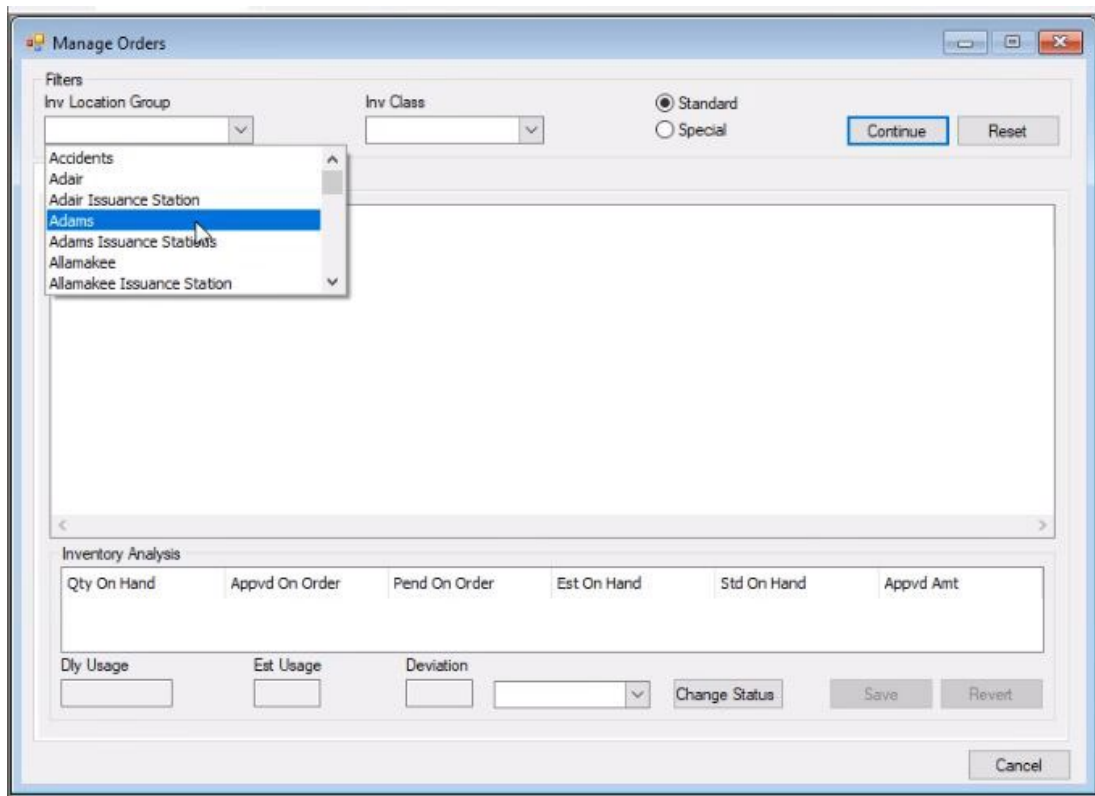 Manage Orders
Filters
Inv Location Group Inv Class Standard
Special Continue Reset
Accidents
Adair
Adair Issuance Station
Adams
Adams Issuance Stations
Allamakee
Allamakee Issuance Station
Inventory Analysis
Qty On Hand Appvd On Order Pend On Order Est On Hand Std On Hand Appvd Amt
Dly Usage Est Usage Deviation
Change Status Save Revert
Cancel